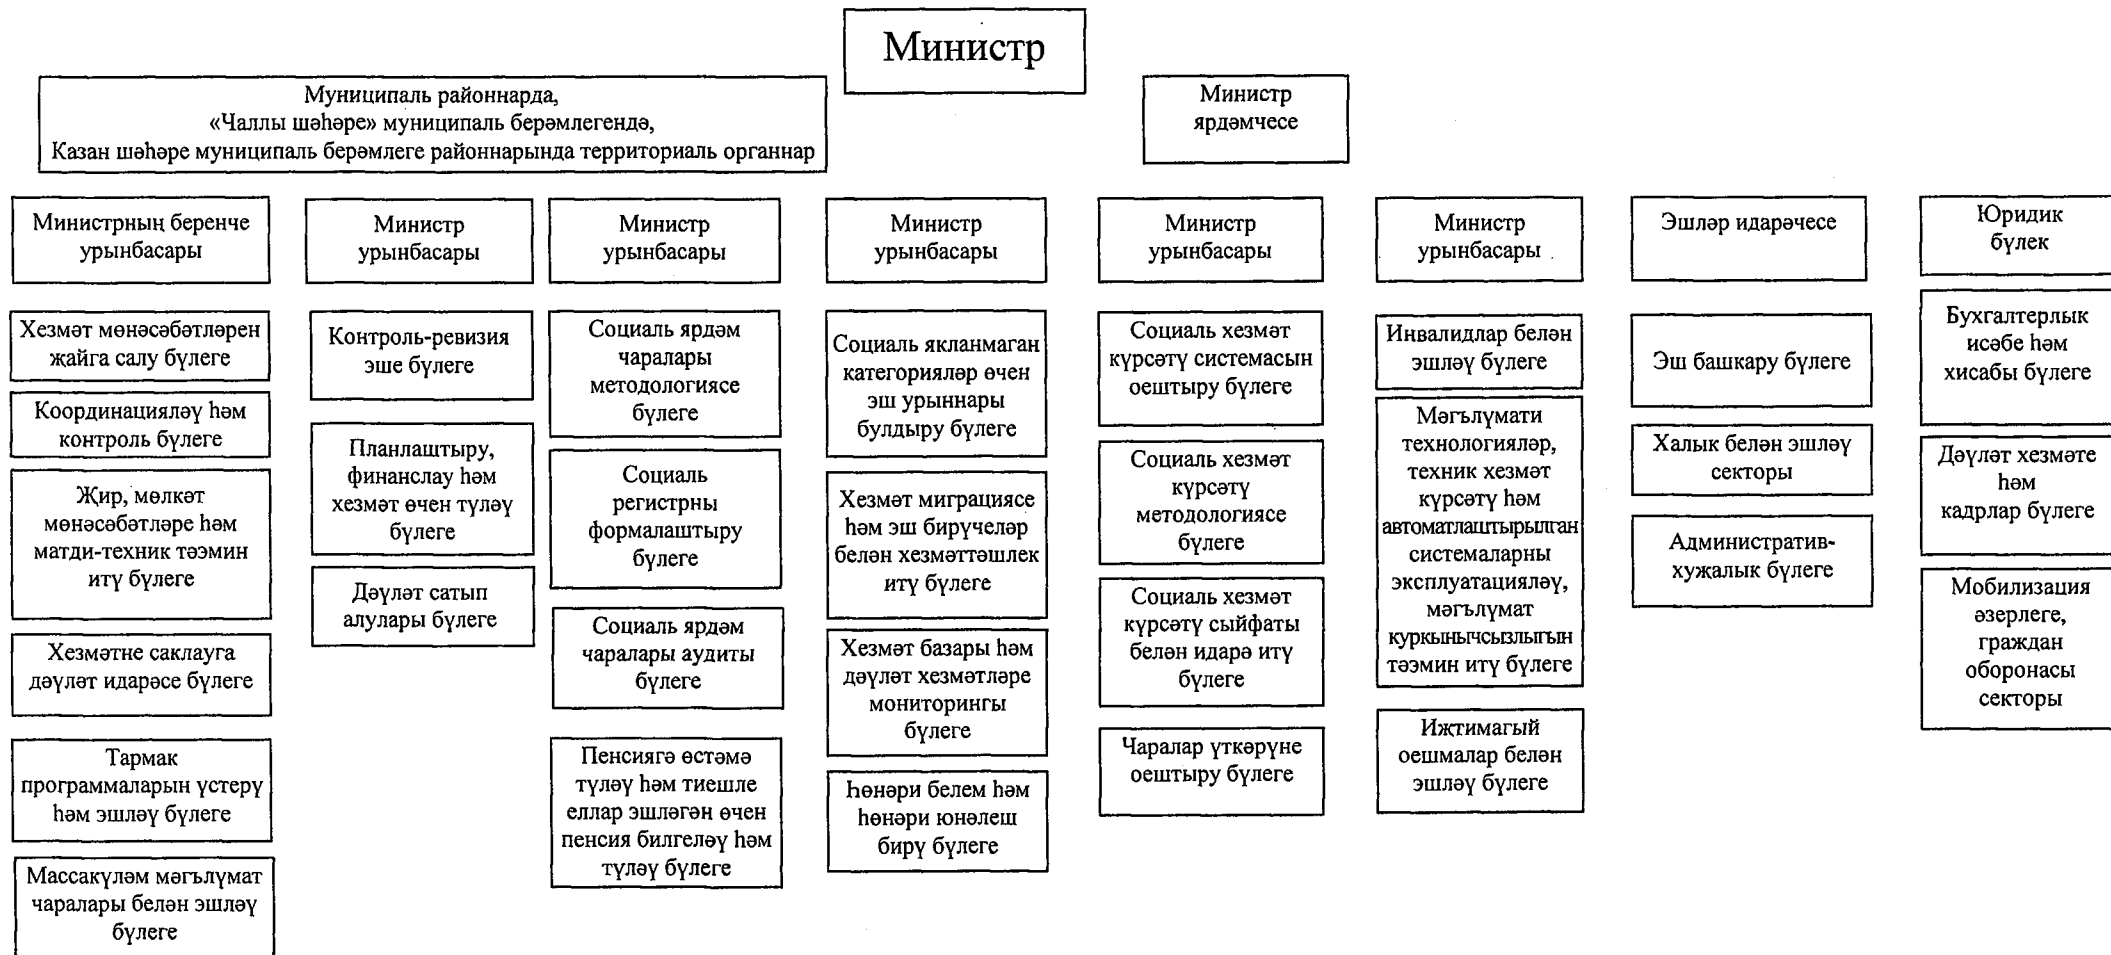 Министр
Муниципаль районнарда,
«Чаллы шәһәре» муниципаль берәмлегендә,
Казан шәһәре муниципаль берәмлеге районнарында территориаль органнар
Министр
ярдәмчесе
Министрның беренче
урынбасары
Хезмәт мөнәсәбәтләрен
җайга салу бүлеге
Координацияләү һәм
контроль бүлеге
Җир, мөлкәт
мөнәсәбәтләре һәм
матди-техник тәэмин
итү бүлеге
Хезмәтне саклауга
дәүләт идарәсе бүлеге
Тармак
программаларын үстерү
һәм эшләү бүлеге
Массакүләм мәгълүмат
чаралары белән эшләү
бүлеге
Министр
урынбасары
Контроль-ревизия
эше бүлеге
Планлаштыру,
финанслау һәм
хезмәт өчен түләү
бүлеге
Дәүләт сатып
алулары бүлеге
Министр
урынбасары
Социаль ярдәм
чаралары
методологиясе
бүлеге
Социаль
регистрны
формалаштыру
бүлеге
Социаль ярдәм
чаралары аудиты
бүлеге
Пенсиягә өстәмә
түләү һәм тиешле
еллар эшләгән өчен
пенсия билгеләү һәм
түләү бүлеге
Министр
урынбасары
Социаль якланмаган
категорияләр өчен
эш урыннары
булдыру бүлеге
Хезмәт миграциясе
һәм эш бирүчеләр
белән хезмәттәшлек
итү бүлеге
Хезмәт базары һәм
дәүләт хезмәтләре
мониторингы
бүлеге
Һөнәри белем һәм
һөнәри юнәлеш
бирү бүлеге
Министр
урынбасары
Социаль хезмәт
күрсәтү системасын
оештыру бүлеге
Социаль хезмәт
күрсәтү
методологиясе
бүлеге
Социаль хезмәт
күрсәтү сыйфаты
белән идарә итү
бүлеге
Чаралар үткәрүне
оештыру бүлеге
Министр
урынбасары
Инвалидлар белән
эшләү бүлеге
Мәгълүмати
технологияләр,
техник хезмәт
күрсәтү һәм
автоматлаштырылган
системаларны
эксплуатацияләү,
мәгълүмат
куркынычсызлыгын
тәэмин итү бүлеге
Иҗтимагый
оешмалар белән
эшләү бүлеге
Эшләр идарәчесе
Эш башкару бүлеге
Халык белән эшләү
секторы
Административ-
хуҗалык бүлеге
Юридик
бүлек
Бухгалтерлык
исәбе һәм
хисабы бүлеге
Дәүләт хезмәте
һәм
кадрлар бүлеге
Мобилизация
әзерлеге,
граждан
оборонасы
секторы